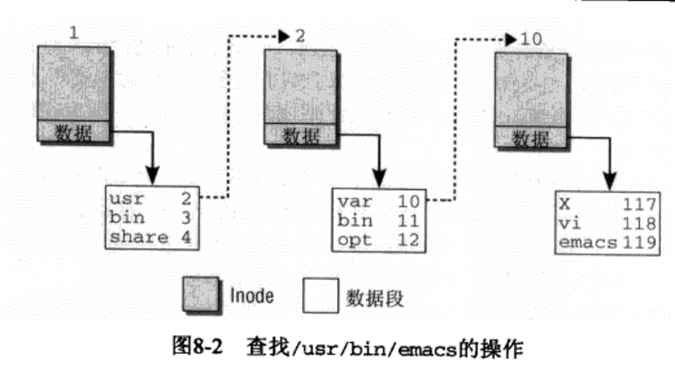 1
2
10
数据
数据
数据
usr 2
bin 3
share 4
var 10
bin 11
opt 12
X 117
vi 118
emacs 119
Inode
数据段
图8-2 查找/usr/bin/emacs的操作